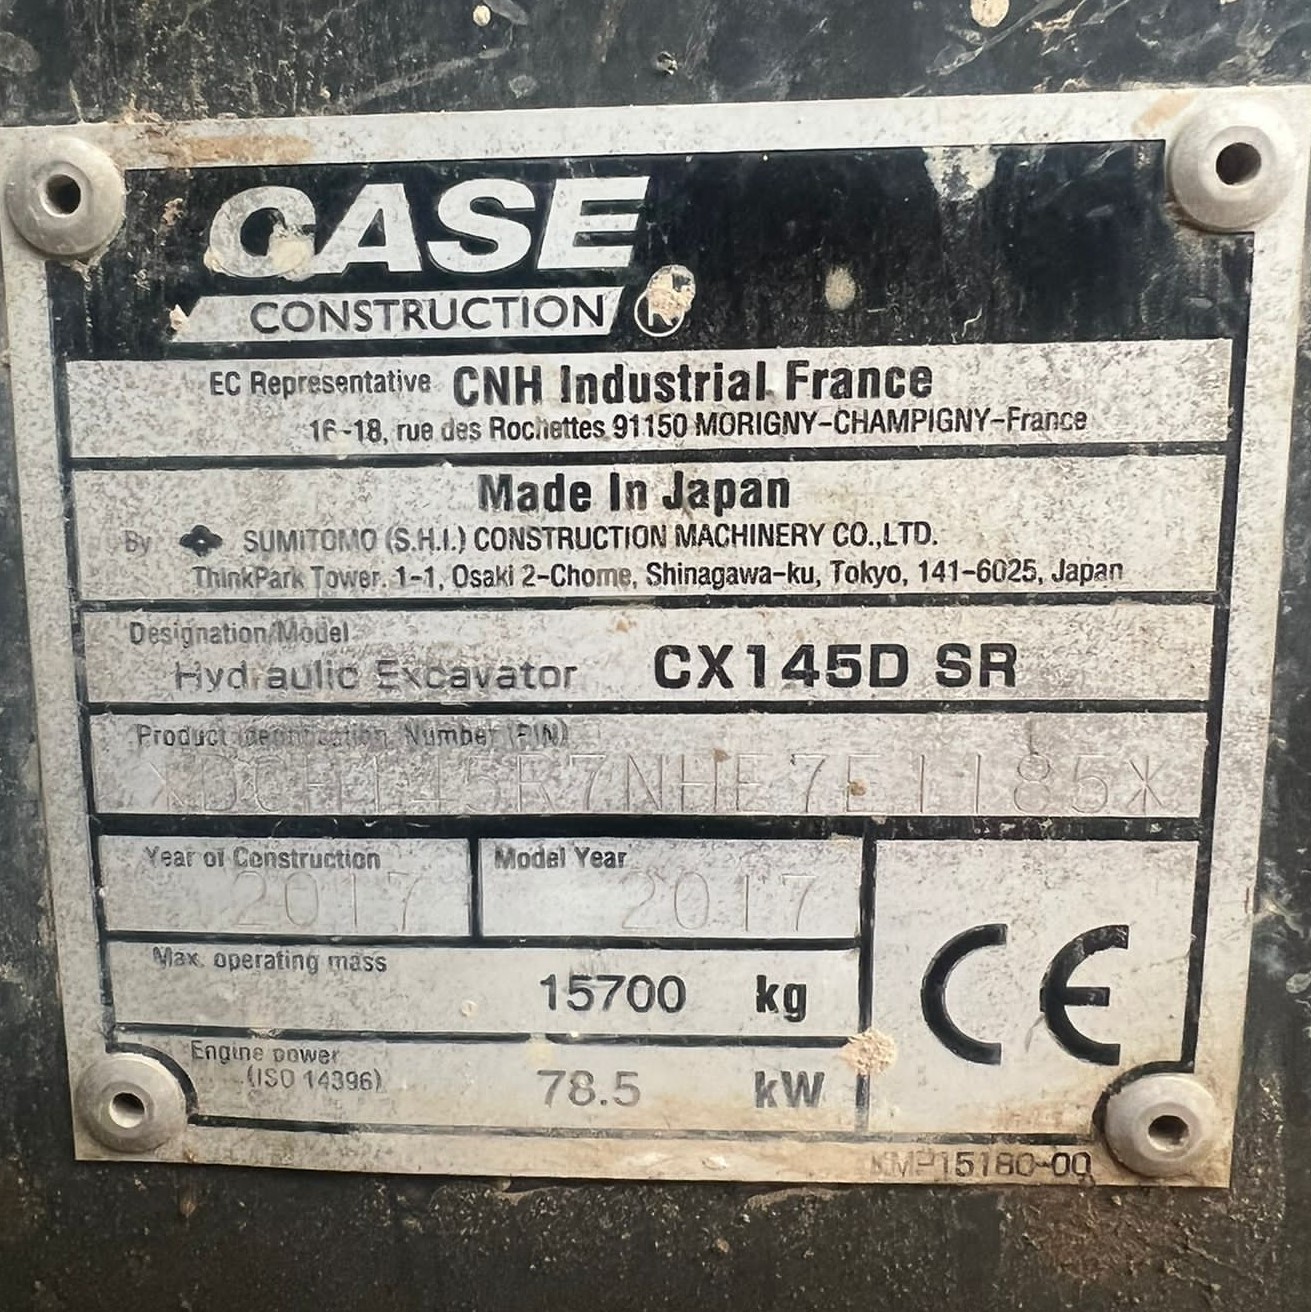 CASE
CONSTRUCTION
EC Representative CNH Industrial France
16-18, rue des Rochettes 91150 MORIGNY-CHAMPIGNY-France
Made In Japan
By SUMITOMO (S.H.I.) CONSTRUCTION MACHINERY CO.,LTD.
ThinkPark Tower, 1-1, Osaki 2-Chome, Shinagawa-ku, Tokyo, 141-6025, Japan
Designation/Model
Hydraulic Excavator CX145D SR
Product Identification Number (PIN)
Year of Construction Model Year
2017 2017
Max. operating mass
15700 kg
Engine power
(ISO 14396)
78.5 kW
CE
KMP15180-00